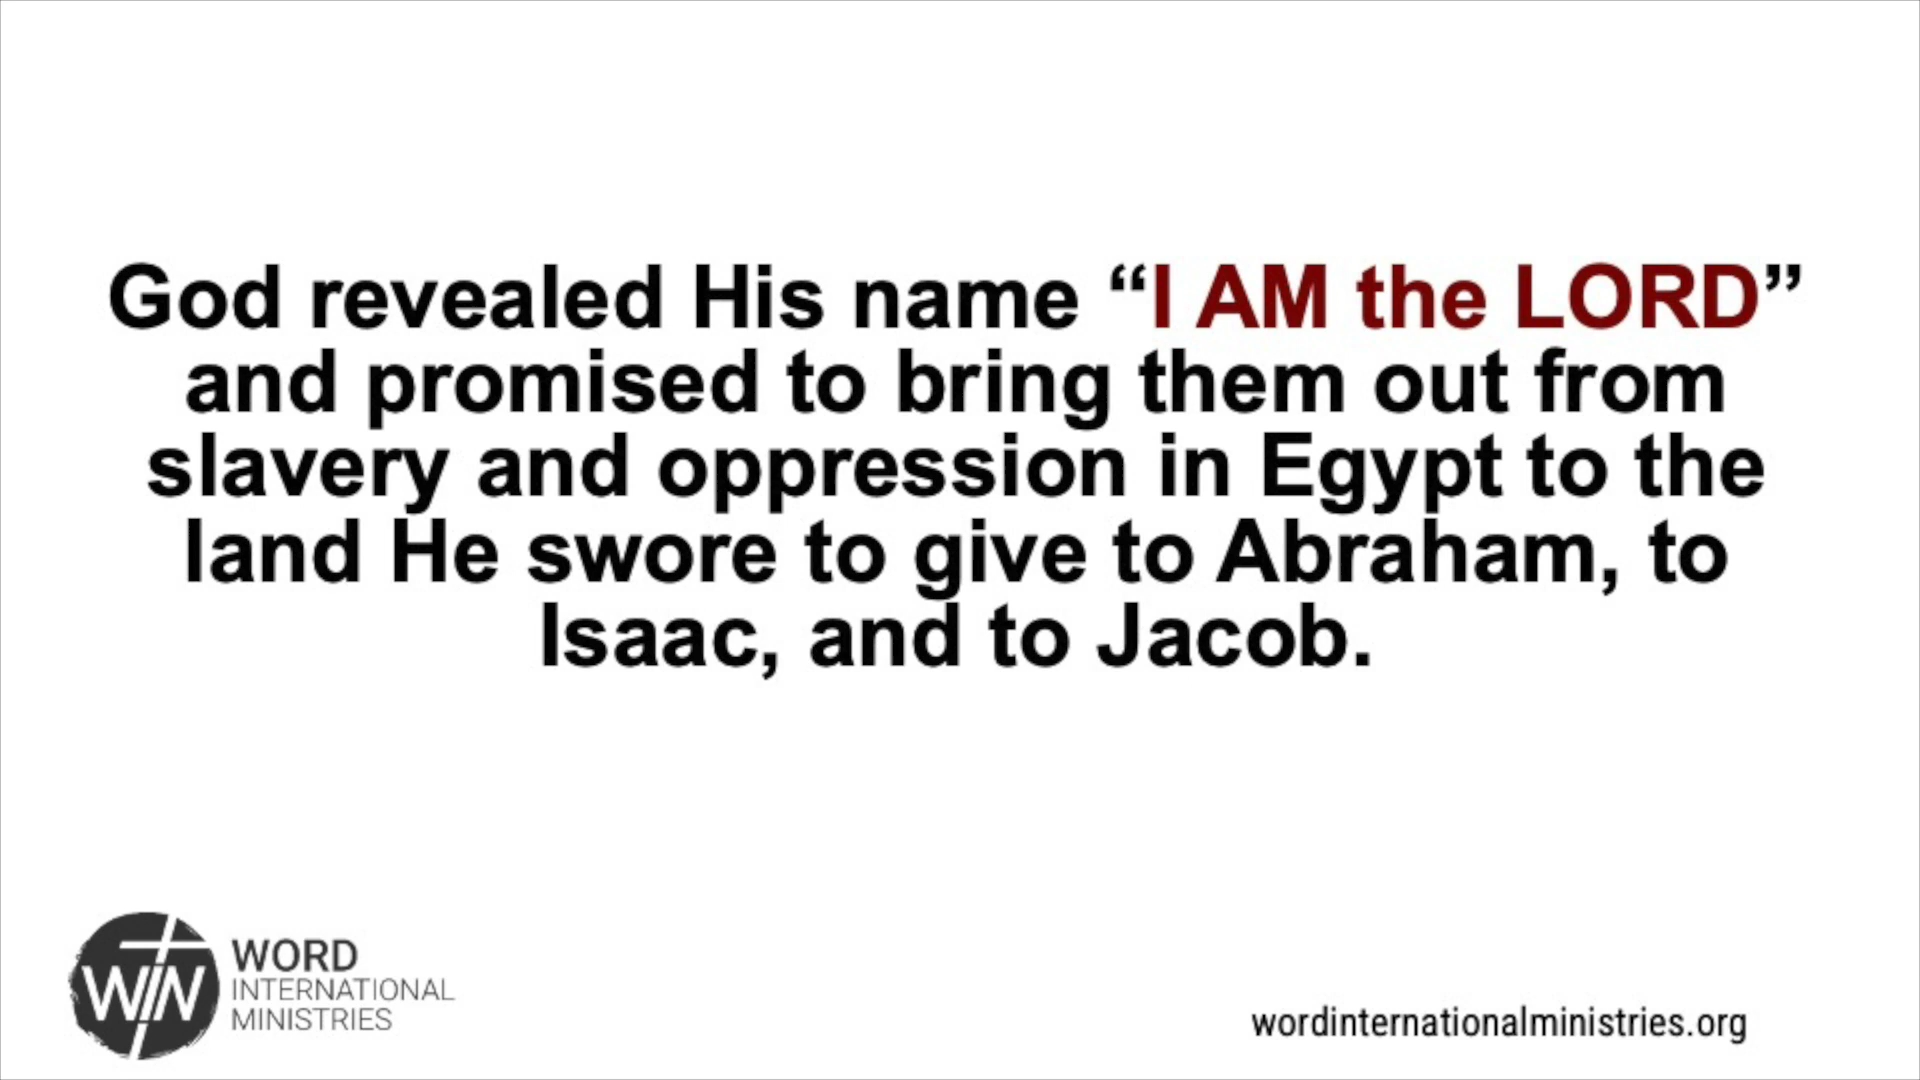 God revealed His name “I AM the LORD”
and promised to bring them out from
slavery and oppression in Egypt to the
land He swore to give to Abraham, to
Isaac, and to Jacob.
WIN
WORD
INTERNATIONAL
MINISTRIES
wordinternationalministries.org